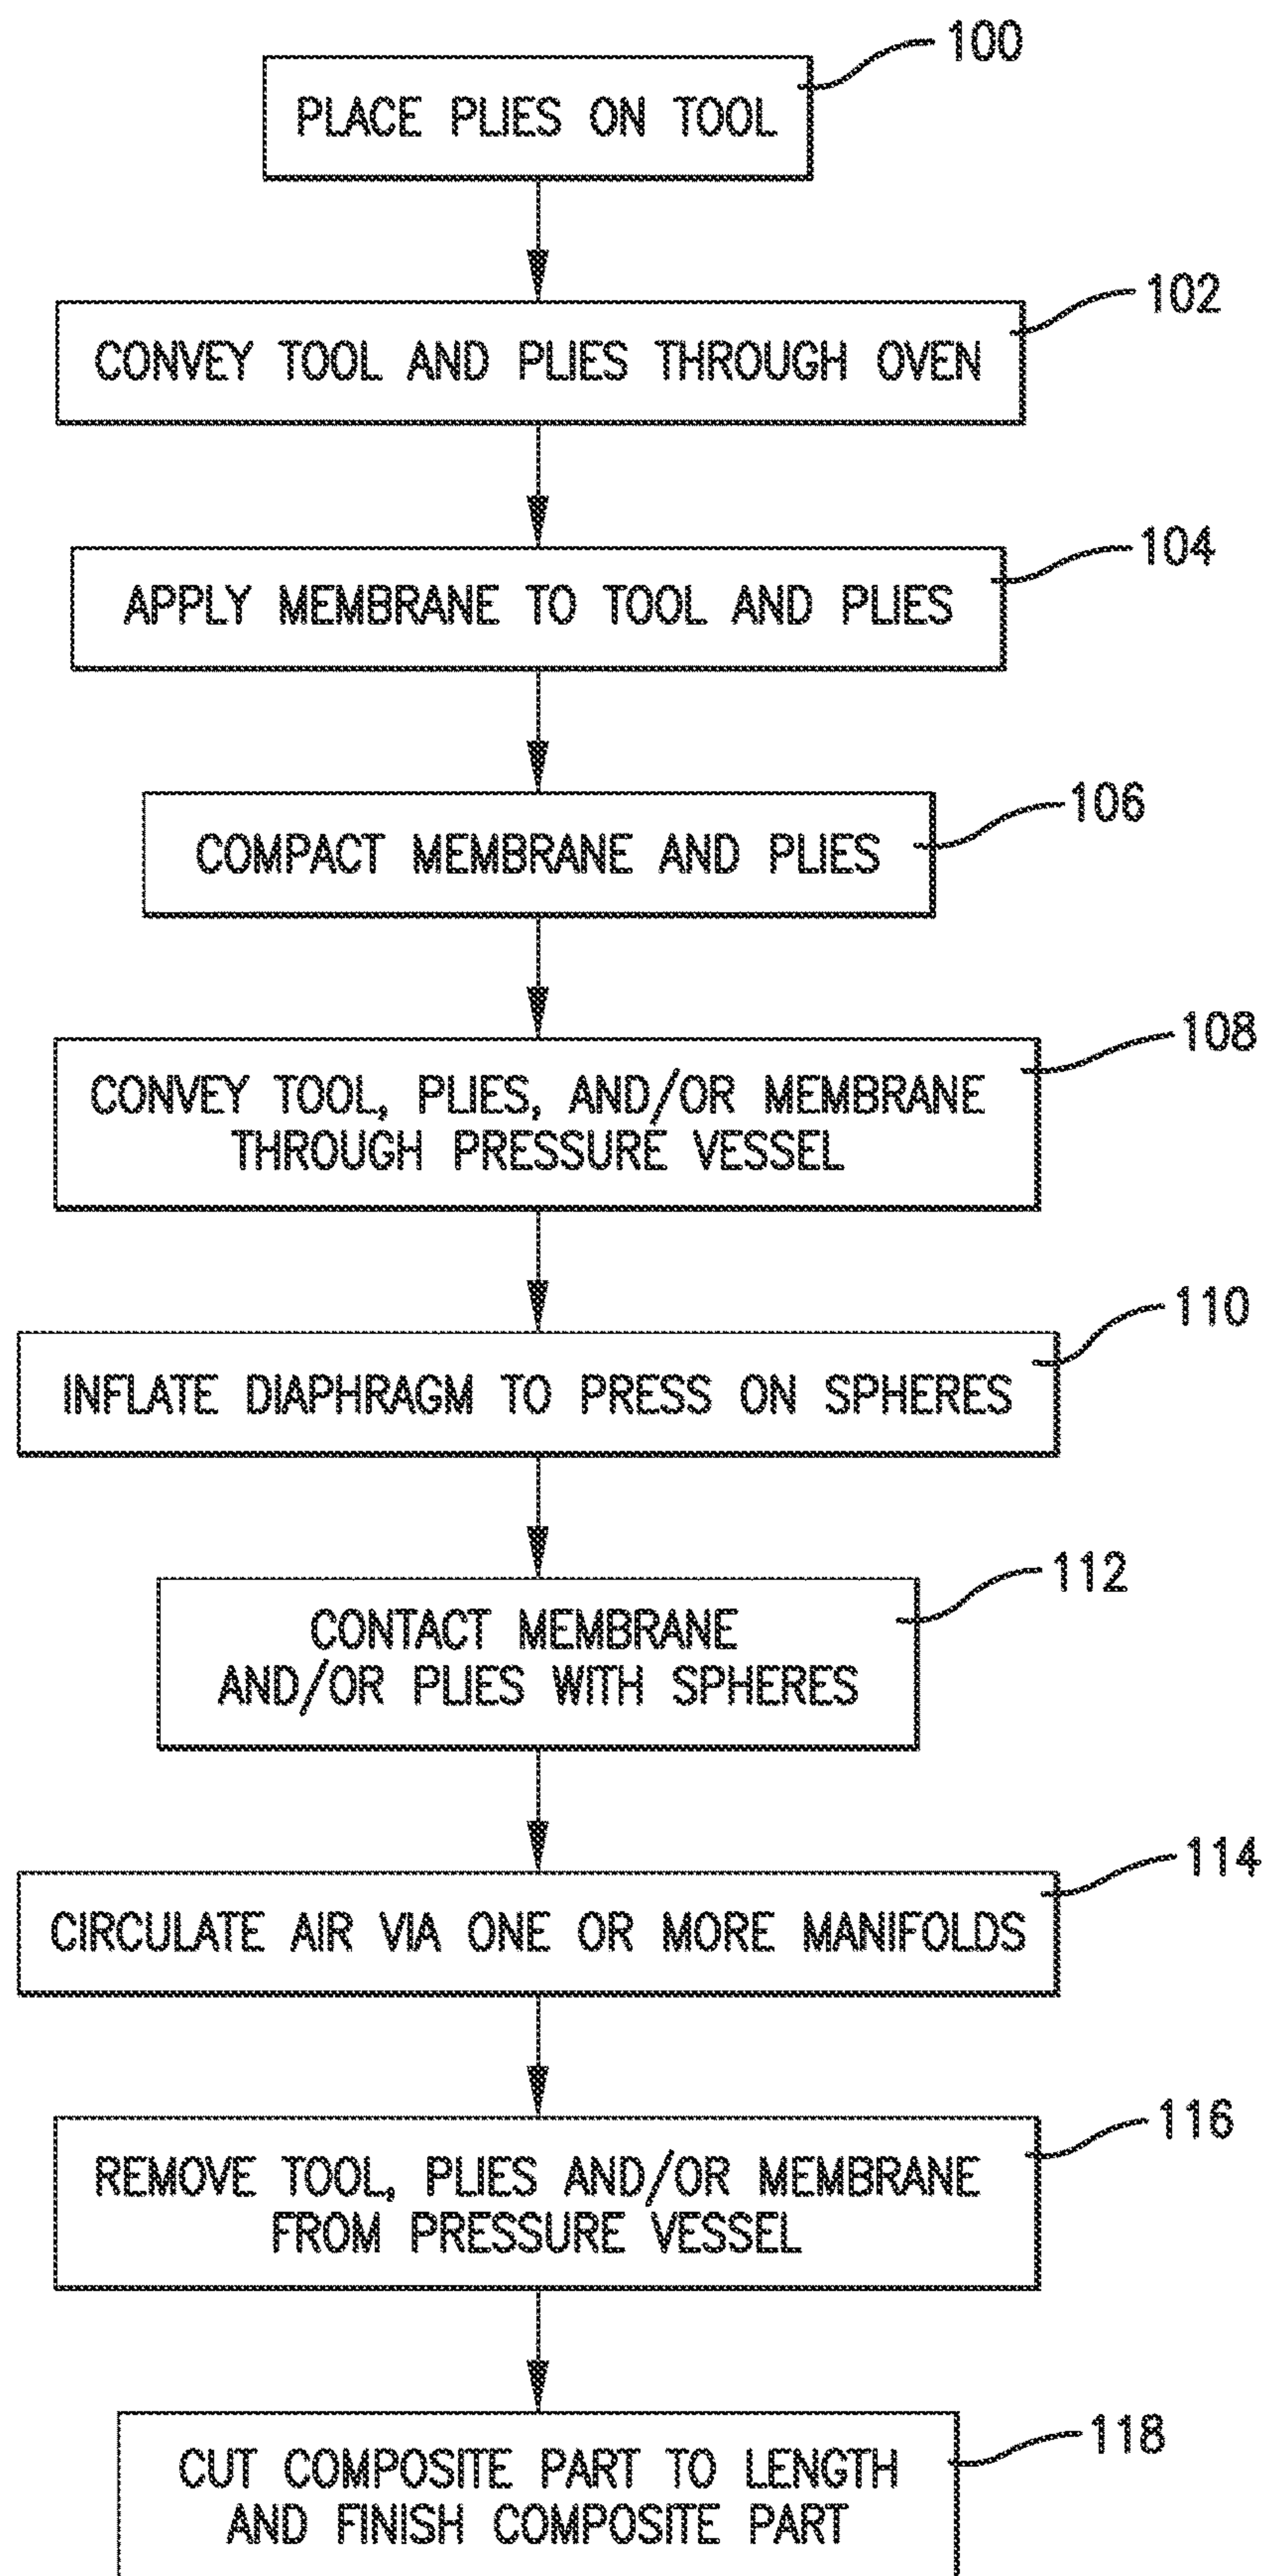 100
PLACE PLIES ON TOOL
102
CONVEY TOOL AND PLIES THROUGH OVEN
104
APPLY MEMBRANE TO TOOL AND PLIES
106
COMPACT MEMBRANE AND PLIES
108
CONVEY TOOL, PLIES, AND/OR MEMBRANE
THROUGH PRESSURE VESSEL
110
INFLATE DIAPHRAGM TO PRESS ON SPHERES
112
CONTACT MEMBRANE
AND/OR PLIES WITH SPHERES
114
CIRCULATE AIR VIA ONE OR MORE MANIFOLDS
116
REMOVE TOOL, PLIES AND/OR MEMBRANE
FROM PRESSURE VESSEL
118
CUT COMPOSITE PART TO LENGTH
AND FINISH COMPOSITE PART